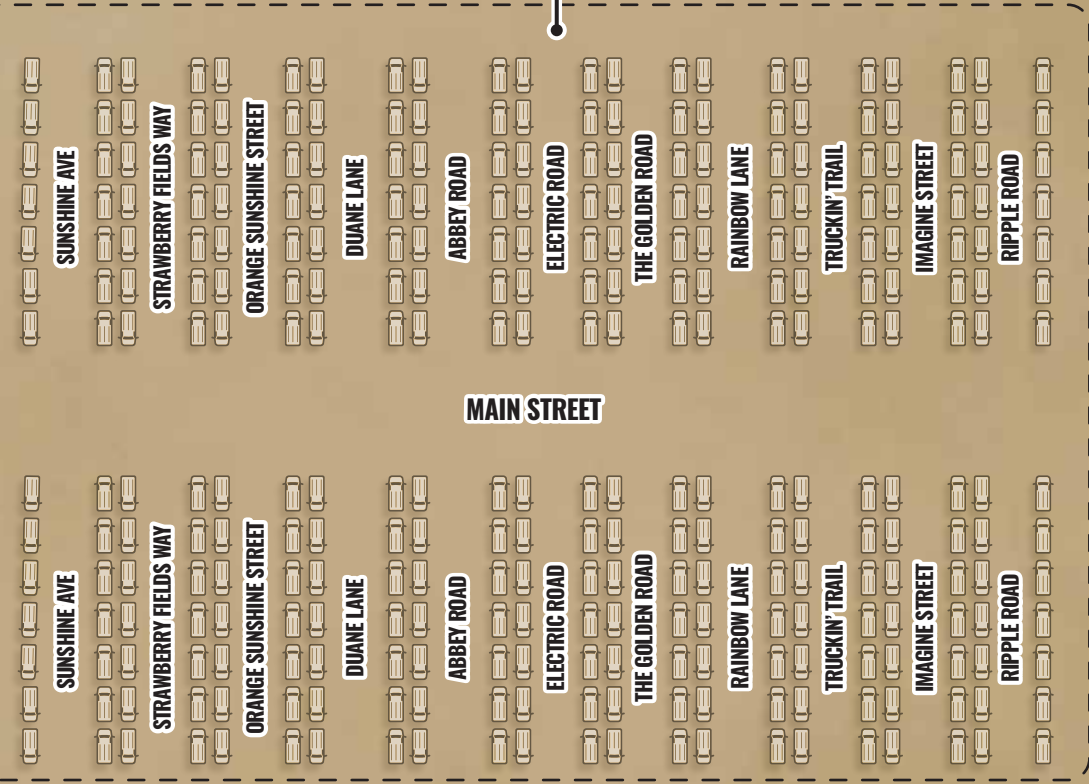 SUNSHINE AVE
STRAWBERRY FIELDS WAY
ORANGE SUNSHINE STREET
DUANE LANE
ABBEY ROAD
ELECTRIC ROAD
THE GOLDEN ROAD
RAINBOW LANE
TRUCKIN' TRAIL
IMAGINE STREET
RIPPLE ROAD
MAIN STREET
SUNSHINE AVE
STRAWBERRY FIELDS WAY
ORANGE SUNSHINE STREET
DUANE LANE
ABBEY ROAD
ELECTRIC ROAD
THE GOLDEN ROAD
RAINBOW LANE
TRUCKIN' TRAIL
IMAGINE STREET
RIPPLE ROAD